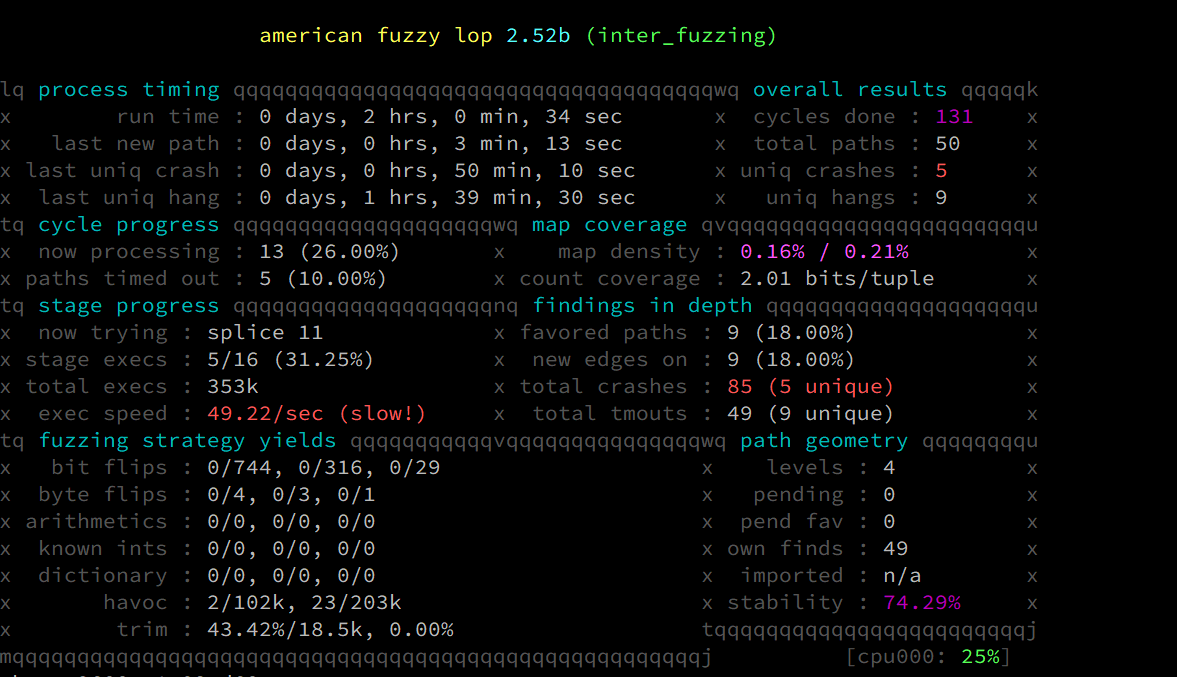 american fuzzy lop 2.52b (inter_fuzzing)
lq process timing qqqqqqqqqqqqqqqqqqqqqqqqqqqqqqqqqqqqqwq overall results qqqqqk
x        run time : 0 days, 2 hrs, 0 min, 34 sec       x  cycles done : 131    x
x   last new path : 0 days, 0 hrs, 3 min, 13 sec       x  total paths : 50     x
x last uniq crash : 0 days, 0 hrs, 50 min, 10 sec      x uniq crashes : 5      x
x  last uniq hang : 0 days, 1 hrs, 39 min, 30 sec      x   uniq hangs : 9      x
tq cycle progress qqqqqqqqqqqqqqqqqqqqwq map coverage qvqqqqqqqqqqqqqqqqqqqqqqqu
x  now processing : 13 (26.00%)       x    map density : 0.16% / 0.21%         x
x paths timed out : 5 (10.00%)        x count coverage : 2.01 bits/tuple       x
tq stage progress qqqqqqqqqqqqqqqqqqqqnq findings in depth qqqqqqqqqqqqqqqqqqqqu
x  now trying : splice 11             x favored paths : 9 (18.00%)             x
x stage execs : 5/16 (31.25%)         x  new edges on : 9 (18.00%)             x
x total execs : 353k                  x total crashes : 85 (5 unique)          x
x  exec speed : 49.22/sec (slow!)     x  total tmouts : 49 (9 unique)          x
tq fuzzing strategy yields qqqqqqqqqqqvqqqqqqqqqqqqqqqwq path geometry qqqqqqqqu
x   bit flips : 0/744, 0/316, 0/29                    x    levels : 4          x
x  byte flips : 0/4, 0/3, 0/1                         x   pending : 0          x
x arithmetics : 0/0, 0/0, 0/0                         x  pend fav : 0          x
x  known ints : 0/0, 0/0, 0/0                         x own finds : 49         x
x  dictionary : 0/0, 0/0, 0/0                         x  imported : n/a        x
x       havoc : 2/102k, 23/203k                       x stability : 74.29%     x
x        trim : 43.42%/18.5k, 0.00%                   tqqqqqqqqqqqqqqqqqqqqqqqqj
mqqqqqqqqqqqqqqqqqqqqqqqqqqqqqqqqqqqqqqqqqqqqqqqqqqqqqj          [cpu000: 25%]